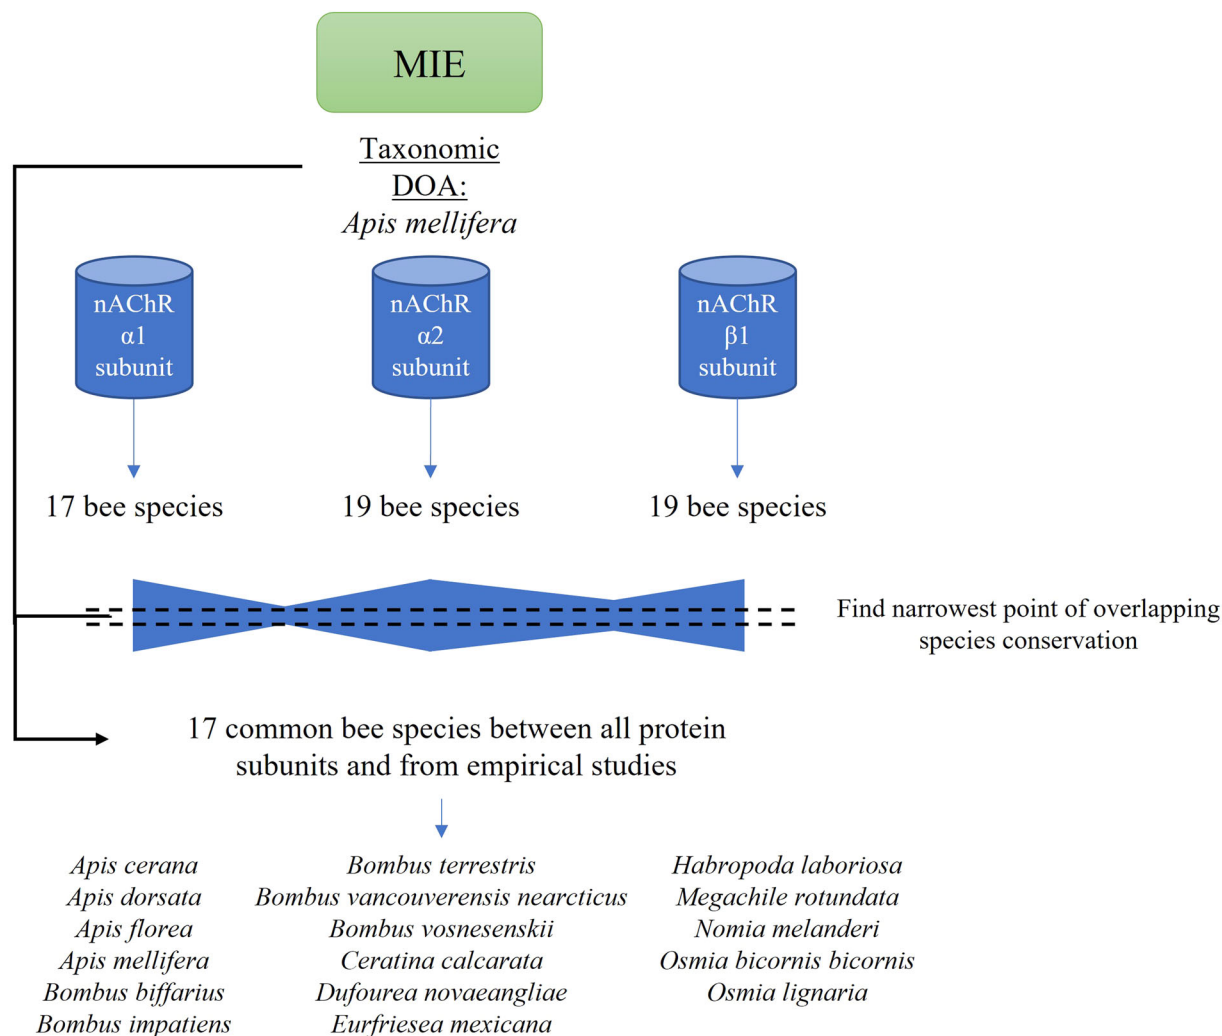 MIE
Taxonomic
DOA:
Apis mellifera
nAChR
α1
subunit
nAChR
α2
subunit
nAChR
β1
subunit
17 bee species
19 bee species
19 bee species
Find narrowest point of overlapping
species conservation
17 common bee species between all protein
subunits and from empirical studies
Apis cerana
Apis dorsata
Apis florea
Apis mellifera
Bombus biffarius
Bombus impatiens
Bombus terrestris
Bombus vancouverensis nearcticus
Bombus vosnesenskii
Ceratina calcarata
Dufourea novaeangliae
Eurfriesea mexicana
Habropoda laboriosa
Megachile rotundata
Nomia melanderi
Osmia bicornis bicornis
Osmia lignaria